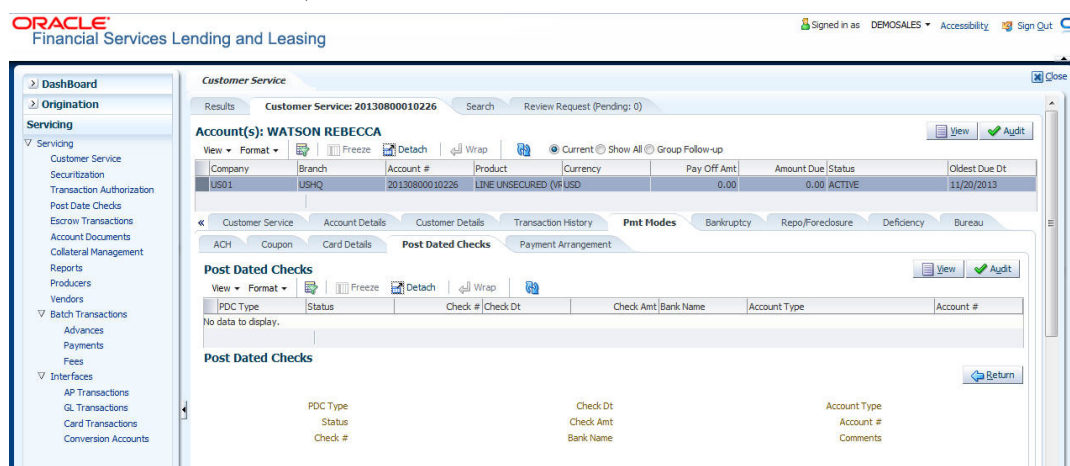 ORACLE
Financial Services Lending and Leasing
Signed in as DEMOSALES Accessibility Sign Out
Close
DashBoard
Origination
Servicing
Servicing
Customer Service
Securitization
Transaction Authorization
Post Date Checks
Escrow Transactions
Account Documents
Collateral Management
Reports
Producers
Vendors
Batch Transactions
Advances
Payments
Fees
Interfaces
AP Transactions
GL Transactions
Card Transactions
Conversion Accounts
Customer Service
Results Customer Service: 20130800010226 Search Review Request (Pending: 0)
Account(s): WATSON REBECCA View Audit
View Format Freeze Detach Wrap Current Show All Group Follow-up
Company Branch Account # Product Currency Pay Off Amt Amount Due Status Oldest Due Dt
US01 USHQ 20130800010226 LINE UNSECURED (VR USD 0.00 0.00 ACTIVE 11/20/2013
« Customer Service Account Details Customer Details Transaction History Pmt Modes Bankruptcy Repo/Foreclosure Deficiency Bureau
ACH Coupon Card Details Post Dated Checks Payment Arrangement
Post Dated Checks View Audit
View Format Freeze Detach Wrap
PDC Type Status Check # Check Dt Check Amt Bank Name Account Type Account #
No data to display.
Post Dated Checks
Return
PDC Type Check Dt Account Type
Status Check Amt Account #
Check # Bank Name Comments